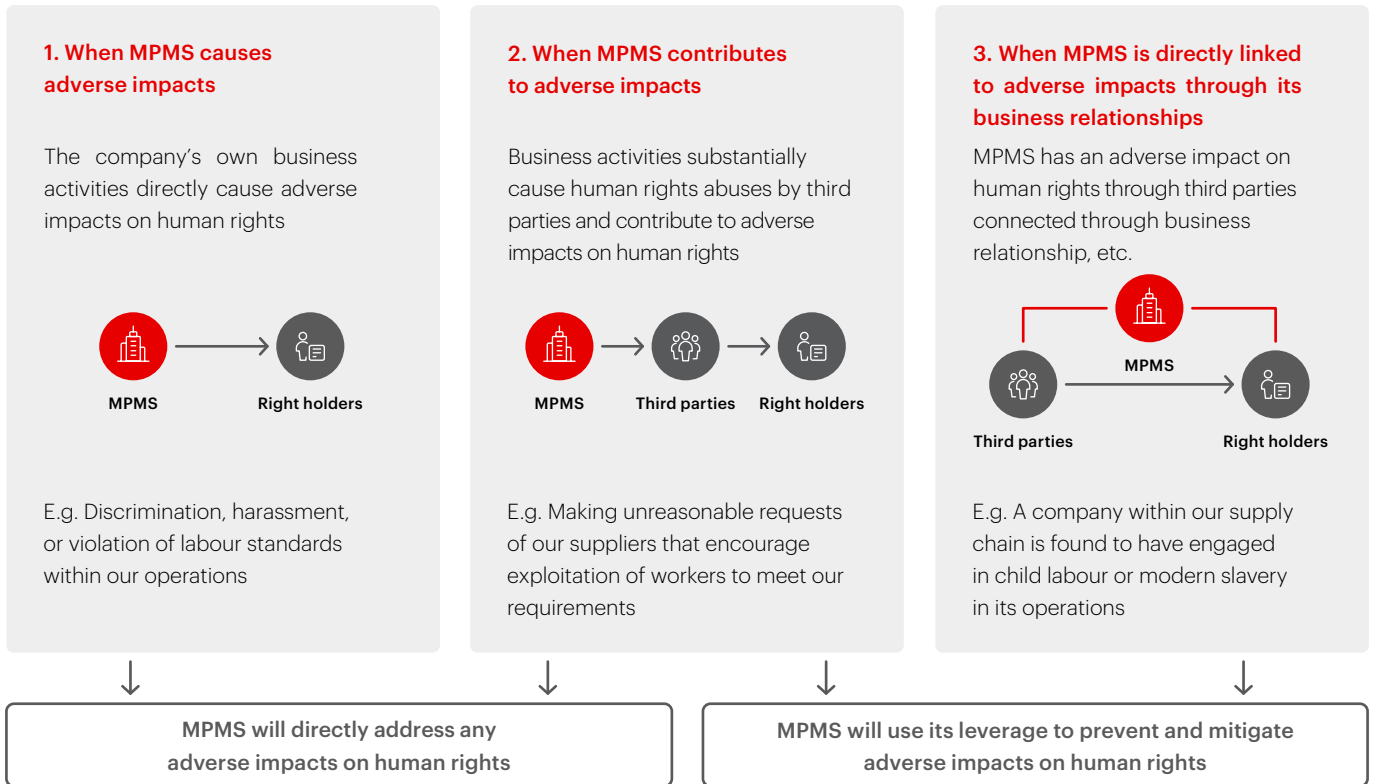 1. When MPMS causes
adverse impacts
The company's own business
activities directly cause adverse
impacts on human rights
MPMS
Right holders
E.g. Discrimination, harassment,
or violation of labour standards
within our operations
2. When MPMS contributes
to adverse impacts
Business activities substantially
cause human rights abuses by third
parties and contribute to adverse
impacts on human rights
MPMS
Third parties
Right holders
E.g. Making unreasonable requests
of our suppliers that encourage
exploitation of workers to meet our
requirements
3. When MPMS is directly linked
to adverse impacts through its
business relationships
MPMS has an adverse impact on
human rights through third parties
connected through business
relationship, etc.
MPMS
Third parties
Right holders
E.g. A company within our supply
chain is found to have engaged
in child labour or modern slavery
in its operations
MPMS will directly address any
adverse impacts on human rights
MPMS will use its leverage to prevent and mitigate
adverse impacts on human rights